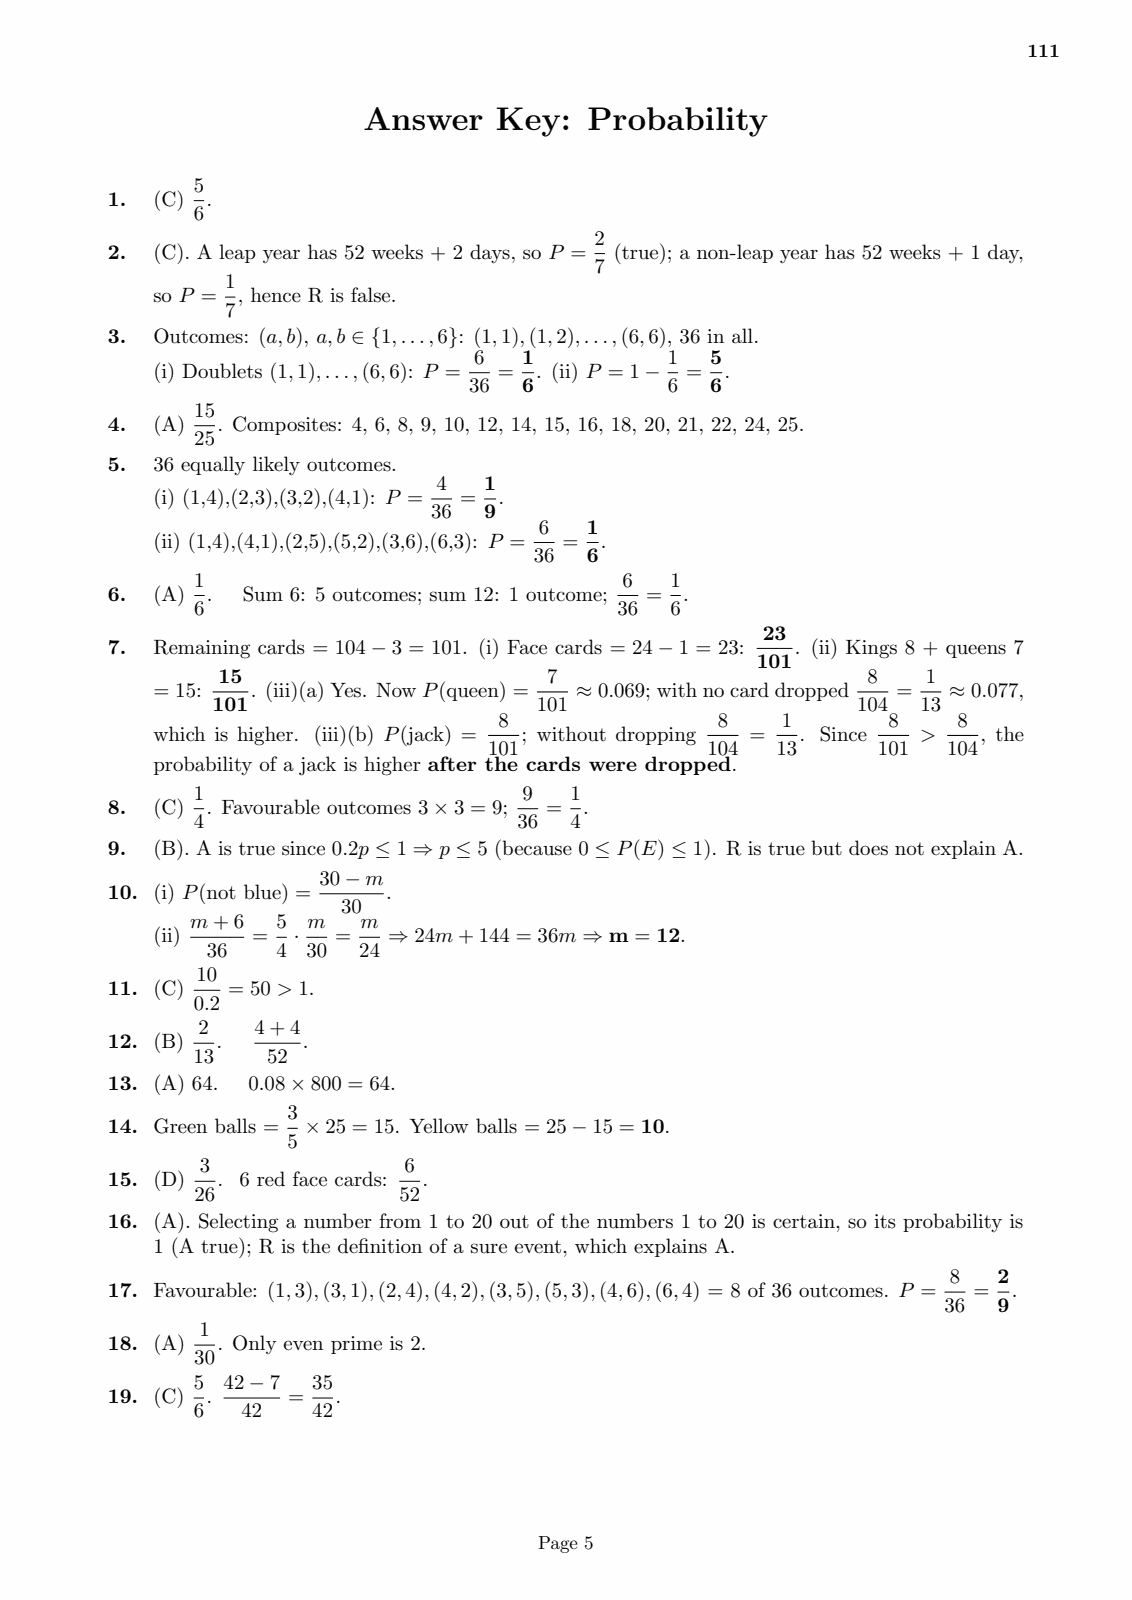 111
Answer Key: Probability
1. (C) 5/6.
2. (C). A leap year has 52 weeks + 2 days, so P = 2/7 (true); a non-leap year has 52 weeks + 1 day,
so P = 1/7, hence R is false.
3. Outcomes: (a, b), a, b ∈ {1, . . . , 6}: (1, 1), (1, 2), . . . , (6, 6), 36 in all.
(i) Doublets (1, 1), . . . , (6, 6): P = 6/36 = 1/6. (ii) P = 1 − 1/6 = 5/6.
4. (A) 15/25. Composites: 4, 6, 8, 9, 10, 12, 14, 15, 16, 18, 20, 21, 22, 24, 25.
5. 36 equally likely outcomes.
(i) (1,4),(2,3),(3,2),(4,1): P = 4/36 = 1/9.
(ii) (1,4),(4,1),(2,5),(5,2),(3,6),(6,3): P = 6/36 = 1/6.
6. (A) 1/6. Sum 6: 5 outcomes; sum 12: 1 outcome; 6/36 = 1/6.
7. Remaining cards = 104 − 3 = 101. (i) Face cards = 24 − 1 = 23: 23/101. (ii) Kings 8 + queens 7
= 15: 15/101. (iii)(a) Yes. Now P(queen) = 7/101 ≈ 0.069; with no card dropped 8/104 = 1/13 ≈ 0.077,
which is higher. (iii)(b) P(jack) = 8/101; without dropping 8/104 = 1/13. Since 8/101 > 8/104, the
probability of a jack is higher after the cards were dropped.
8. (C) 1/4. Favourable outcomes 3 × 3 = 9; 9/36 = 1/4.
9. (B). A is true since 0.2p ≤ 1 ⇒ p ≤ 5 (because 0 ≤ P(E) ≤ 1). R is true but does not explain A.
10. (i) P(not blue) = (30 − m)/30.
(ii) (m + 6)/36 = 5/4 · m/30 = m/24 ⇒ 24m + 144 = 36m ⇒ m = 12.
11. (C) 10/0.2 = 50 > 1.
12. (B) 2/13. (4 + 4)/52.
13. (A) 64. 0.08 × 800 = 64.
14. Green balls = 3/5 × 25 = 15. Yellow balls = 25 − 15 = 10.
15. (D) 3/26. 6 red face cards: 6/52.
16. (A). Selecting a number from 1 to 20 out of the numbers 1 to 20 is certain, so its probability is
1 (A true); R is the definition of a sure event, which explains A.
17. Favourable: (1, 3), (3, 1), (2, 4), (4, 2), (3, 5), (5, 3), (4, 6), (6, 4) = 8 of 36 outcomes. P = 8/36 = 2/9.
18. (A) 1/30. Only even prime is 2.
19. (C) 5/6. (42 − 7)/42 = 35/42.
Page 5